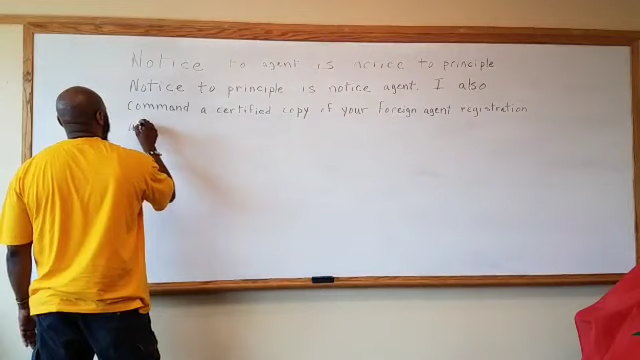 Notice to agent is notice to principle
Notice to principle is notice agent. I also
Command a certified copy if your foreign agent registration